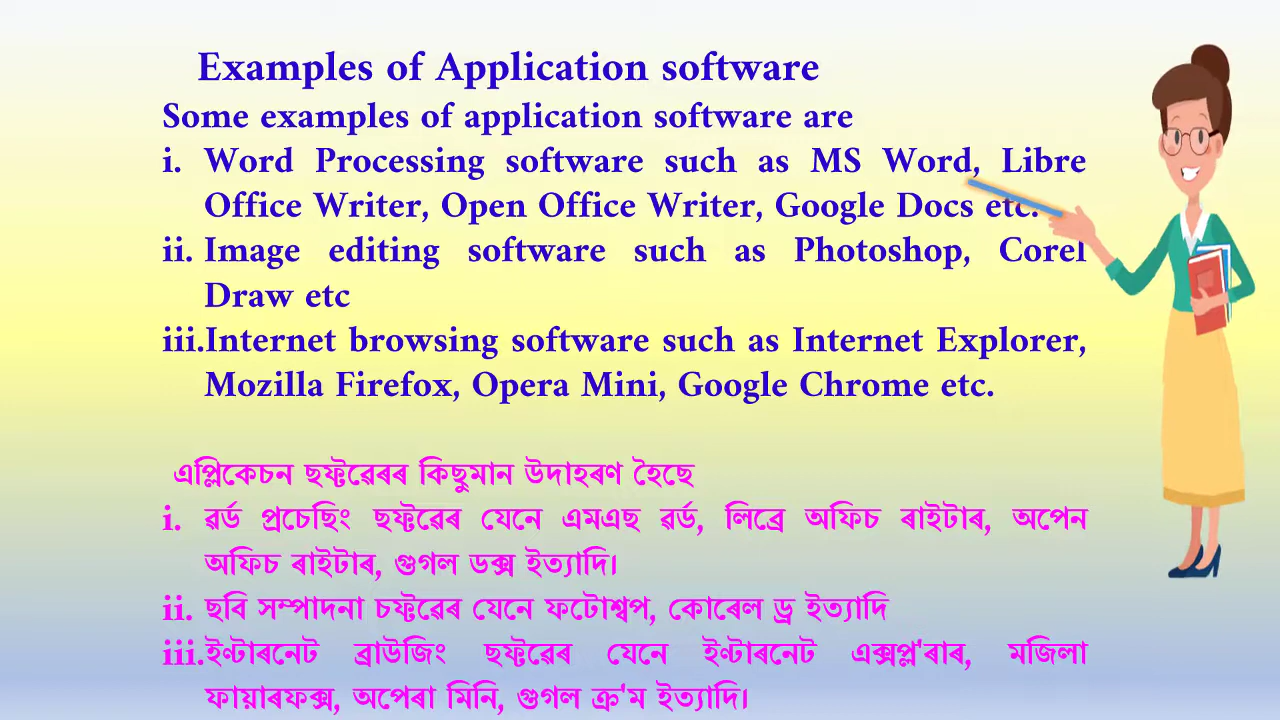 Examples of Application software
Some examples of application software are
i. Word Processing software such as MS Word, Libre
Office Writer, Open Office Writer, Google Docs etc.
ii. Image editing software such as Photoshop, Corel
Draw etc
iii.Internet browsing software such as Internet Explorer,
Mozilla Firefox, Opera Mini, Google Chrome etc.
এপ্লিকেচন ছফ্টৱেৰৰ কিছুমান উদাহৰণ হৈছে
i. ৱৰ্ড প্ৰচেছিং ছফ্টৱেৰ যেনে এমএছ ৱৰ্ড, লিব্ৰে অফিচ ৰাইটাৰ, অপেন
অফিচ ৰাইটাৰ, গুগল ডক্স ইত্যাদি।
ii. ছবি সম্পাদনা চফ্টৱেৰ যেনে ফটোশ্বপ, কোৰেল ড্ৰ ইত্যাদি
iii.ইণ্টাৰনেট ব্ৰাউজিং ছফ্টৱেৰ যেনে ইণ্টাৰনেট এক্সপ্ল'ৰাৰ, মজিলা
ফায়াৰফক্স, অপেৰা মিনি, গুগল ক্ৰ'ম ইত্যাদি।